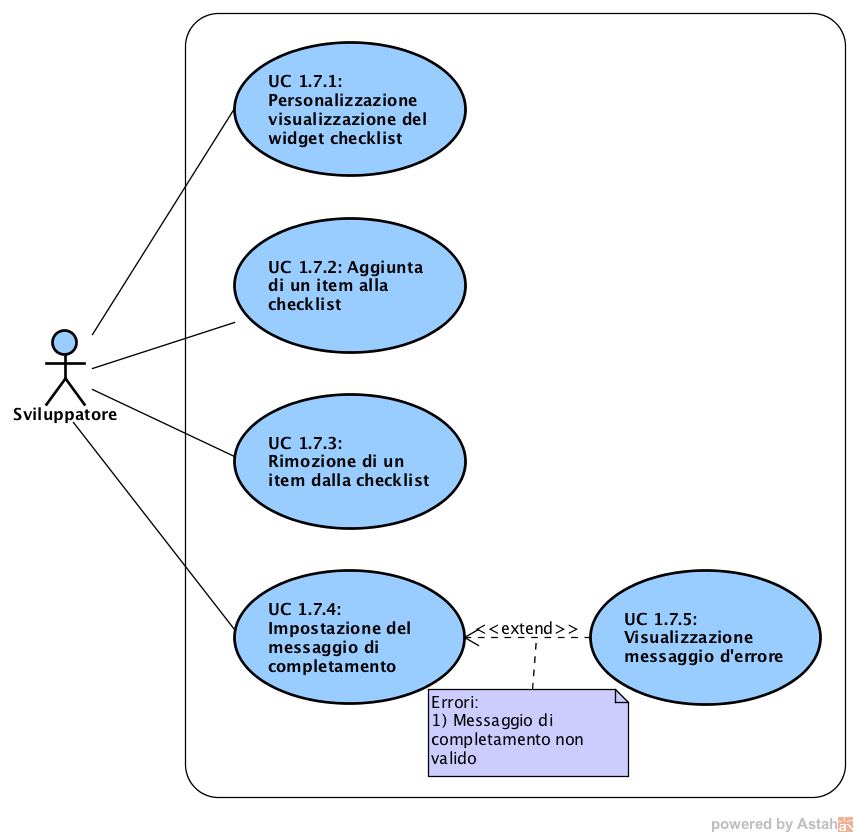 UC 1.7.1:
Personalizzazione
visualizzazione del
widget checklist
UC 1.7.2: Aggiunta
di un item alla
checklist
Sviluppatore
UC 1.7.3:
Rimozione di un
item dalla checklist
UC 1.7.4:
Impostazione del
messaggio di
completamento
<<extend>>
UC 1.7.5:
Visualizzazione
messaggio d'errore
Errori:
1) Messaggio di
completamento non
valido
powered by Astah